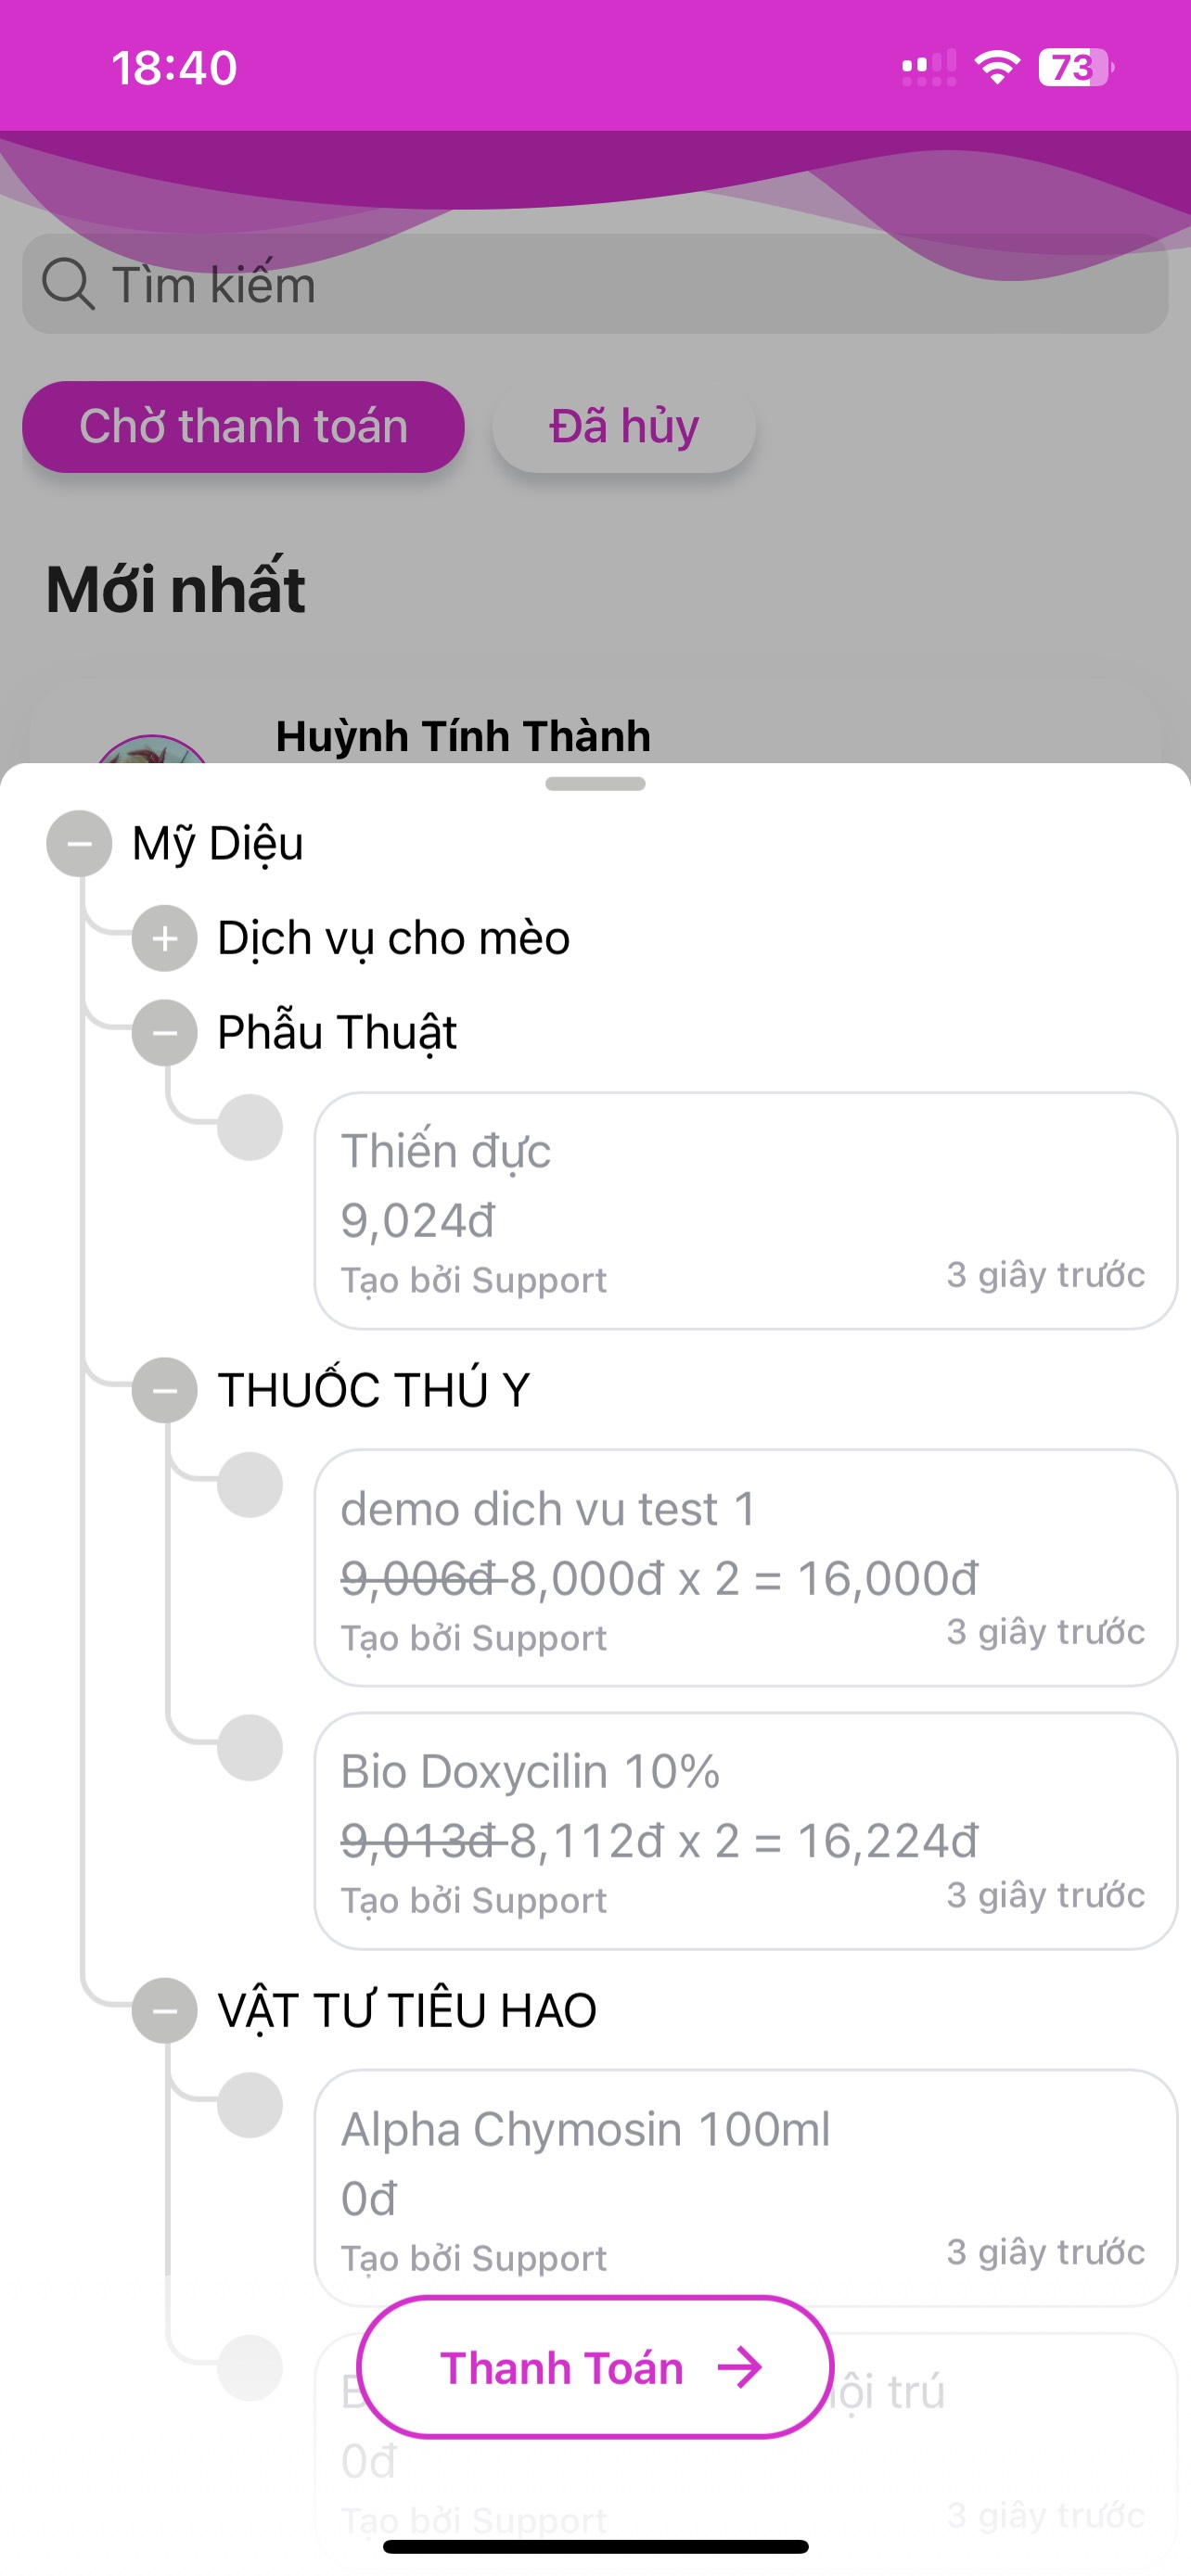 18:40
73
Tìm kiếm
Chờ thanh toán
Đã hủy
Mới nhất
Huỳnh Tính Thành
Mỹ Diệu
Dịch vụ cho mèo
Phẫu Thuật
Thiến đực
9,024đ
Tạo bởi Support
3 giây trước
THUỐC THÚ Y
demo dich vu test 1
9,006đ 8,000đ x 2 = 16,000đ
Tạo bởi Support
3 giây trước
Bio Doxycilin 10%
9,013đ 8,112đ x 2 = 16,224đ
Tạo bởi Support
3 giây trước
VẬT TƯ TIÊU HAO
Alpha Chymosin 100ml
0đ
Tạo bởi Support
3 giây trước
Thanh Toán
trú
0đ
Tạo bởi Support
3 giây trước